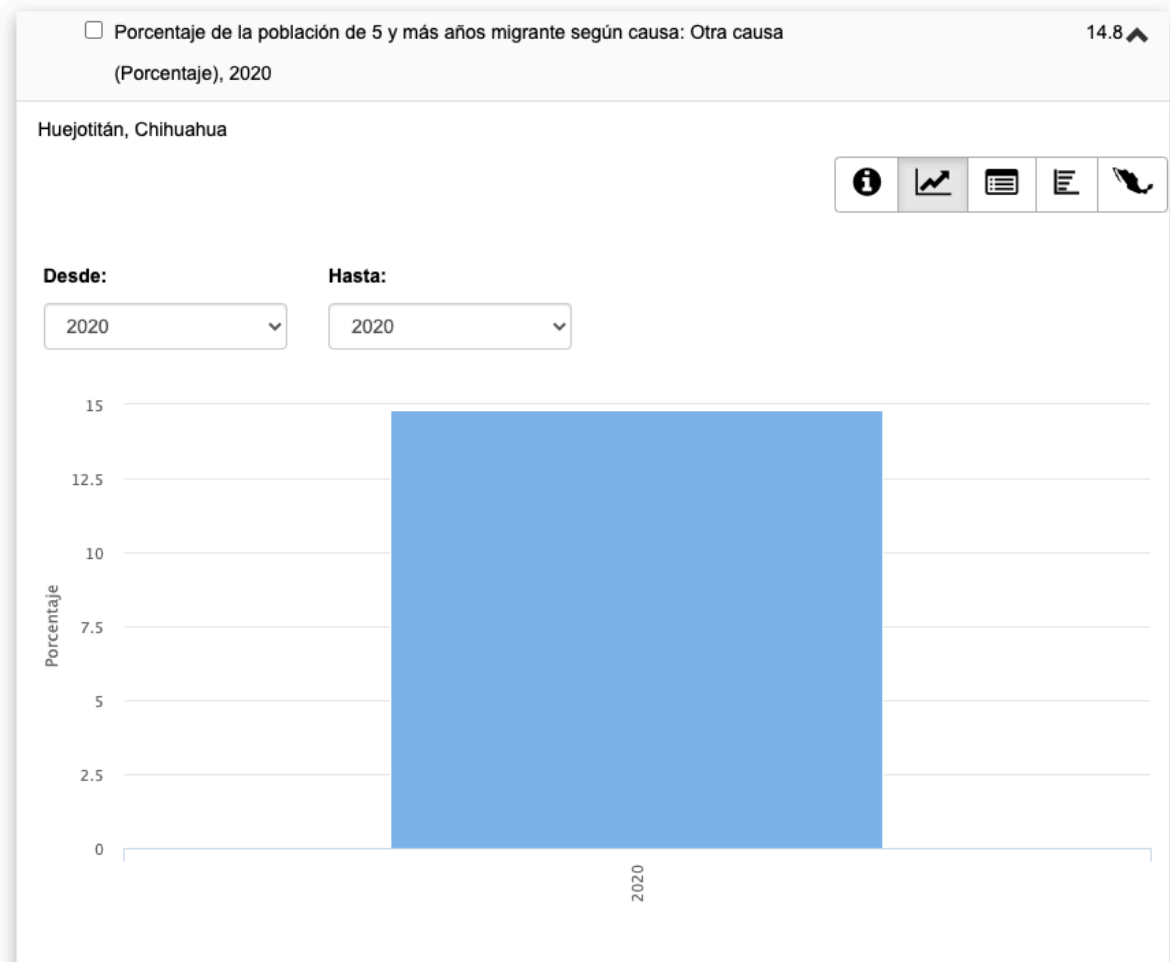 Porcentaje de la población de 5 y más años migrante según causa: Otra causa 14.8
(Porcentaje), 2020
Huejotitán, Chihuahua
Desde: Hasta:
2020 2020
15
12.5
10
7.5
5
2.5
0
Porcentaje
2020